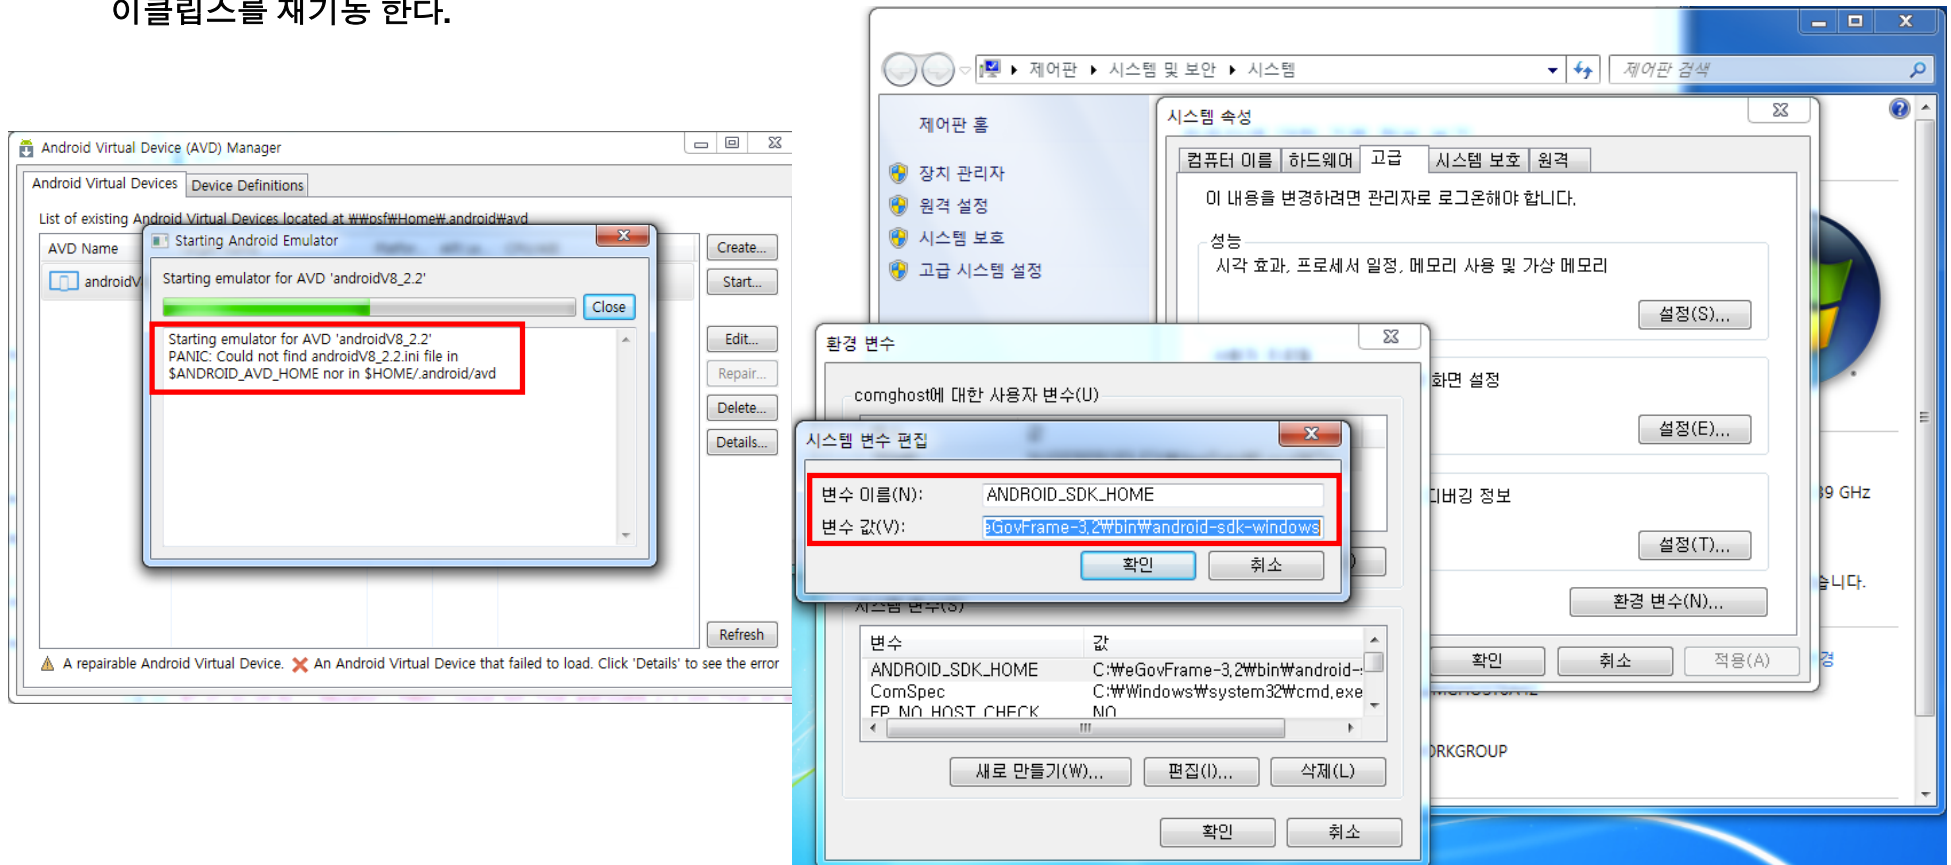 이클립스를 재기동 한다.
Android Virtual Device (AVD) Manager
Android Virtual Devices
Device Definitions
List of existing Android Virtual Devices located at ₩₩psf₩Home₩.android₩avd
AVD Name
androidV
Create...
Start...
Edit...
Repair...
Delete...
Details...
Refresh
Starting Android Emulator
Starting emulator for AVD 'androidV8_2.2'
Close
Starting emulator for AVD 'androidV8_2.2'
PANIC: Could not find androidV8_2.2.ini file in
$ANDROID_AVD_HOME nor in $HOME/.android/avd
A repairable Android Virtual Device. An Android Virtual Device that failed to load. Click 'Details' to see the error
제어판 시스템 및 보안 시스템
제어판 검색
제어판 홈
장치 관리자
원격 설정
시스템 보호
고급 시스템 설정
시스템 속성
컴퓨터 이름 하드웨어 고급 시스템 보호 원격
이 내용을 변경하려면 관리자로 로그온해야 합니다.
성능
시각 효과, 프로세서 일정, 메모리 사용 및 가상 메모리
설정(S)...
화면 설정
설정(E)...
디버깅 정보
설정(T)...
환경 변수(N)...
확인 취소 적용(A)
39 GHz
습니다.
경
ORKGROUP
환경 변수
comghost에 대한 사용자 변수(U)
시스템 변수 편집
변수 이름(N): ANDROID_SDK_HOME
변수 값(V): eGovFrame-3.2₩bin₩android-sdk-windows
확인 취소
시스템 변수(S)
변수 값
ANDROID_SDK_HOME C:₩eGovFrame-3.2₩bin₩android-
ComSpec C:₩Windows₩system32₩cmd.exe
FP_NO_HOST_CHECK NO
새로 만들기(W)... 편집(I)... 삭제(L)
확인 취소